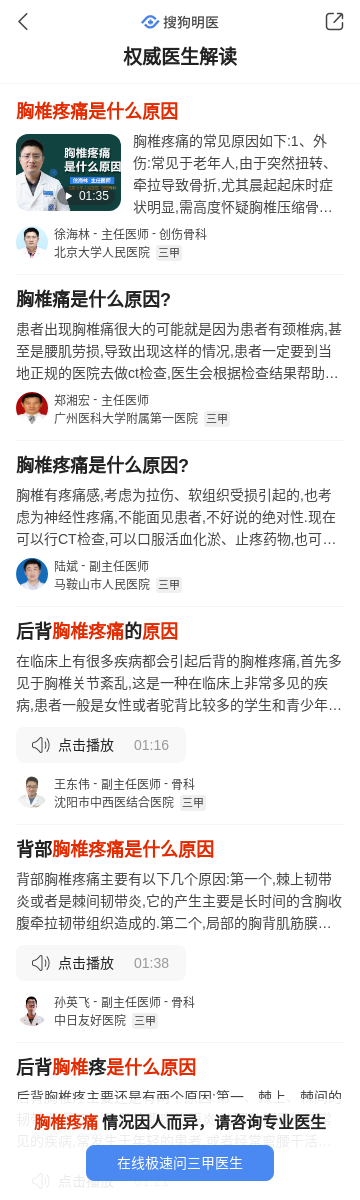 搜狗明医
权威医生解读
胸椎疼痛是什么原因
胸椎疼痛
是什么原因
01:35
胸椎疼痛的常见原因如下:1、外
伤:常见于老年人,由于突然扭转、
牵拉导致骨折,尤其晨起起床时症
状明显,需高度怀疑胸椎压缩骨…
徐海林 - 主任医师 - 创伤骨科
北京大学人民医院 三甲
胸椎痛是什么原因?
患者出现胸椎痛很大的可能就是因为患者有颈椎病,甚
至是腰肌劳损,导致出现这样的情况,患者一定要到当
地正规的医院去做ct检查,医生会根据检查结果帮助…
郑湘宏 - 主任医师
广州医科大学附属第一医院 三甲
胸椎疼痛是什么原因?
胸椎有疼痛感,考虑为拉伤、软组织受损引起的,也考
虑为神经性疼痛,不能面见患者,不好说的绝对性.现在
可以行CT检查,可以口服活血化淤、止疼药物,也可…
陆斌 - 副主任医师
马鞍山市人民医院 三甲
后背胸椎疼痛的原因
在临床上有很多疾病都会引起后背的胸椎疼痛,首先多
见于胸椎关节紊乱,这是一种在临床上非常多见的疾
病,患者一般是女性或者驼背比较多的学生和青少年…
点击播放 01:16
王东伟 - 副主任医师 - 骨科
沈阳市中西医结合医院 三甲
背部胸椎疼痛是什么原因
背部胸椎疼痛主要有以下几个原因:第一个,棘上韧带
炎或者是棘间韧带炎,它的产生主要是长时间的含胸收
腹牵拉韧带组织造成的.第二个,局部的胸背肌筋膜…
点击播放 01:38
孙英飞 - 副主任医师 - 骨科
中日友好医院 三甲
后背胸椎疼是什么原因
后背胸椎疼主要还是有两个原因:第一、棘上、棘间的
胸椎疼痛 情况因人而异，请咨询专业医生
在线极速问三甲医生
点击播放